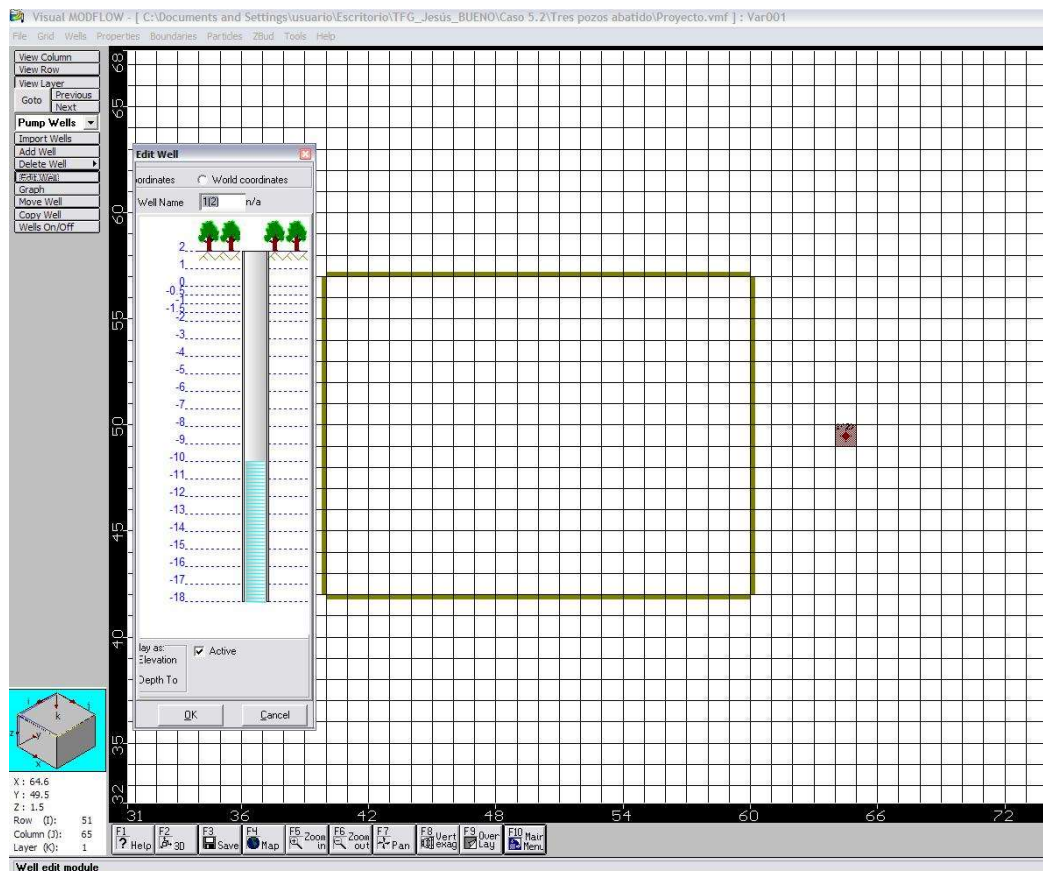 Visual MODFLOW - [ C:\Documents and Settings\usuario\Escritorio\TFG_Jesús_BUENO\Caso 5.2\Tres pozos abatido\Proyecto.vmf ] : Var001
File Grid Wells Properties Boundaries Particles ZBud Tools Help
View Column
View Row
View Layer
Goto
Previous
Next
Pump Wells
Import Wells
Add Well
Delete Well
Edit Well
Graph
Move Well
Copy Well
Wells On/Off
Edit Well
ordinates
World coordinates
Well Name 1(2) n/a
2
1
0
-0.5
-1
-1.5
-2
-3
-4
-5
-6
-7
-8
-9
-10
-11
-12
-13
-14
-15
-16
-17
-18
lay as:
Elevation
Depth To
Active
OK
Cancel
68
65
60
55
50
45
40
35
32
31 36 42 48 54 60 66 72
i
j
k
z
y
x
X : 64.6
Y : 49.5
Z : 1.5
Row (I): 51
Column (J): 65
Layer (K): 1
F1 ? Help
F2 3D
F3 Save
F4 Map
F5 Zoom in
F6 Zoom out
F7 Pan
F8 Vert exag
F9 Over Lay
F10 Main Menu
Well edit module